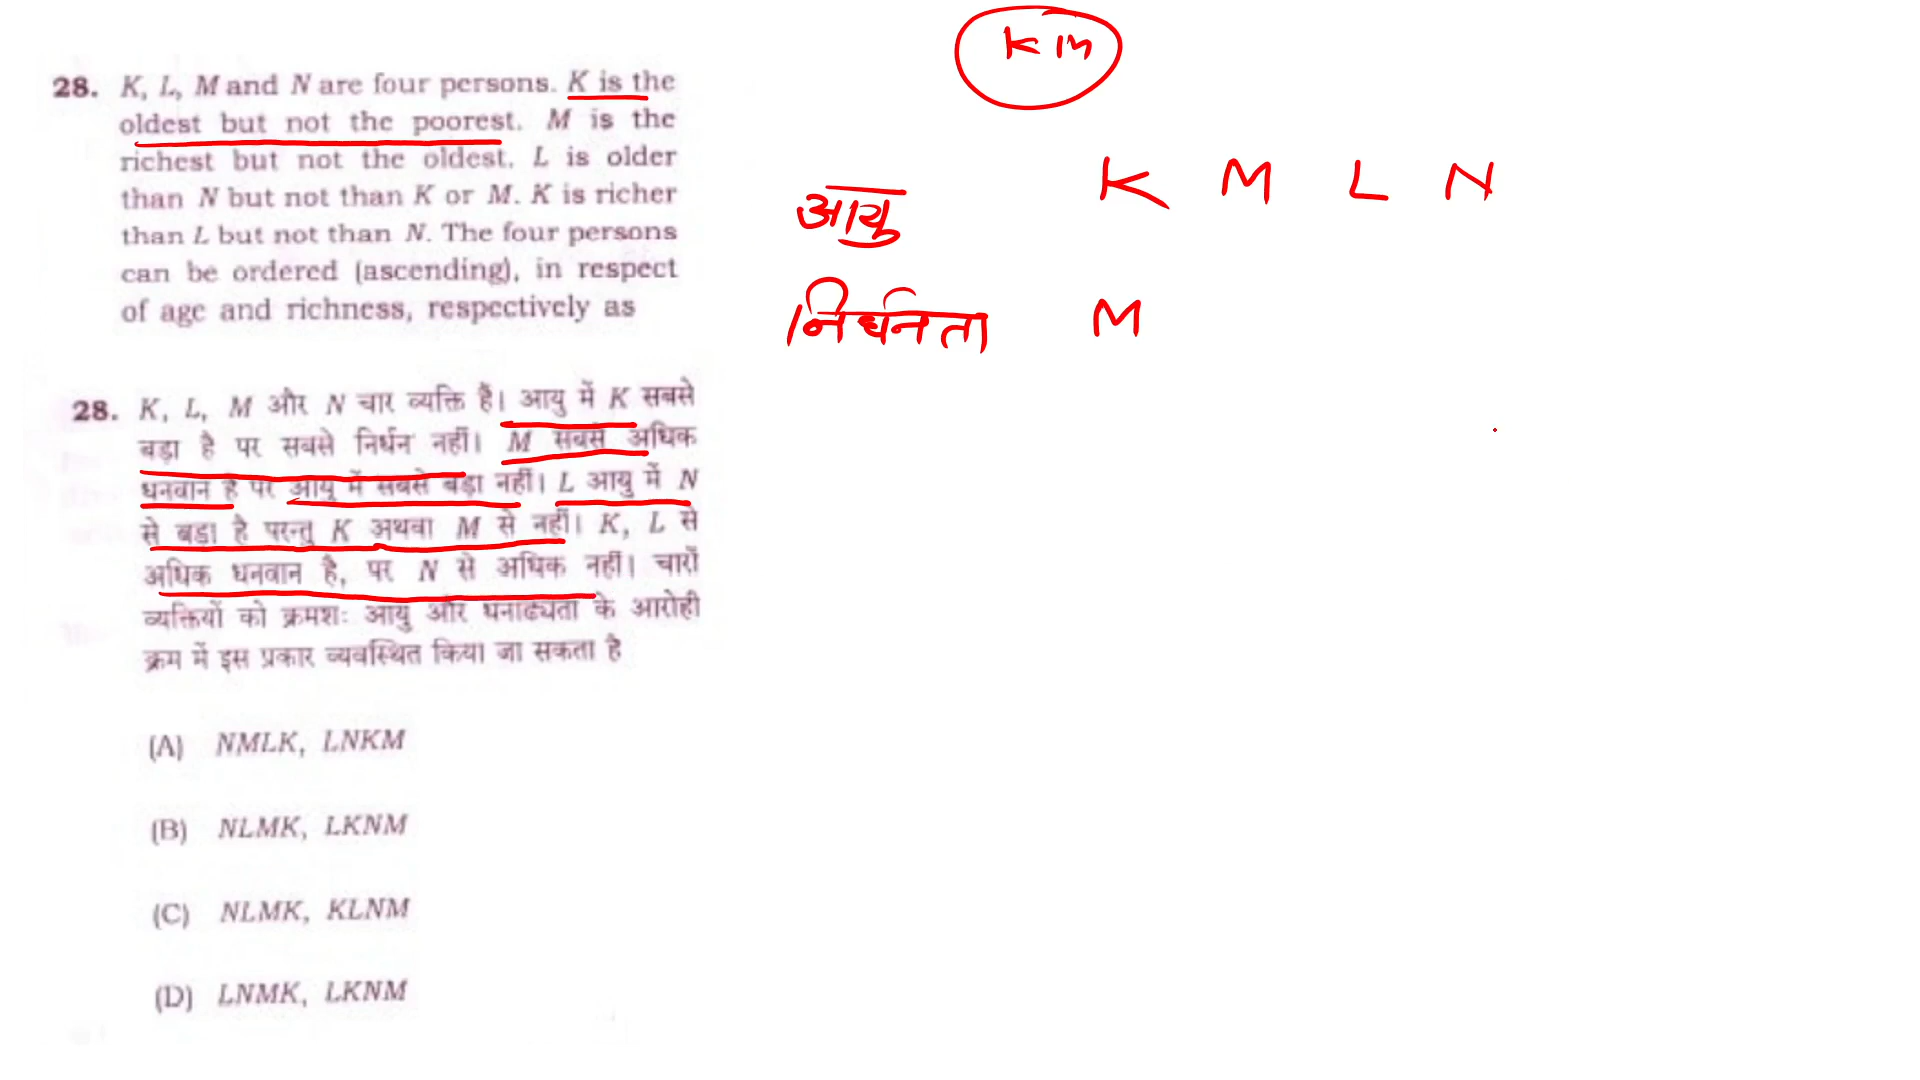 28. K, L, M and N are four persons. K is the
oldest but not the poorest. M is the
richest but not the oldest. L is older
than N but not than K or M. K is richer
than L but not than N. The four persons
can be ordered (ascending), in respect
of age and richness, respectively as
28. K, L, M और N चार व्यक्ति हैं। आयु में K सबसे
बड़ा है पर सबसे निर्धन नहीं। M सबसे अधिक
धनवान है पर आयु में सबसे बड़ा नहीं। L आयु में N
से बड़ा है परन्तु K अथवा M से नहीं। K, L से
अधिक धनवान है, पर N से अधिक नहीं। चारों
व्यक्तियों को क्रमशः आयु और धनाढ्यता के आरोही
क्रम में इस प्रकार व्यवस्थित किया जा सकता है
(A) NMLK, LNKM
(B) NLMK, LKNM
(C) NLMK, KLNM
(D) LNMK, LKNM
आयु K M L N
निर्धनता M